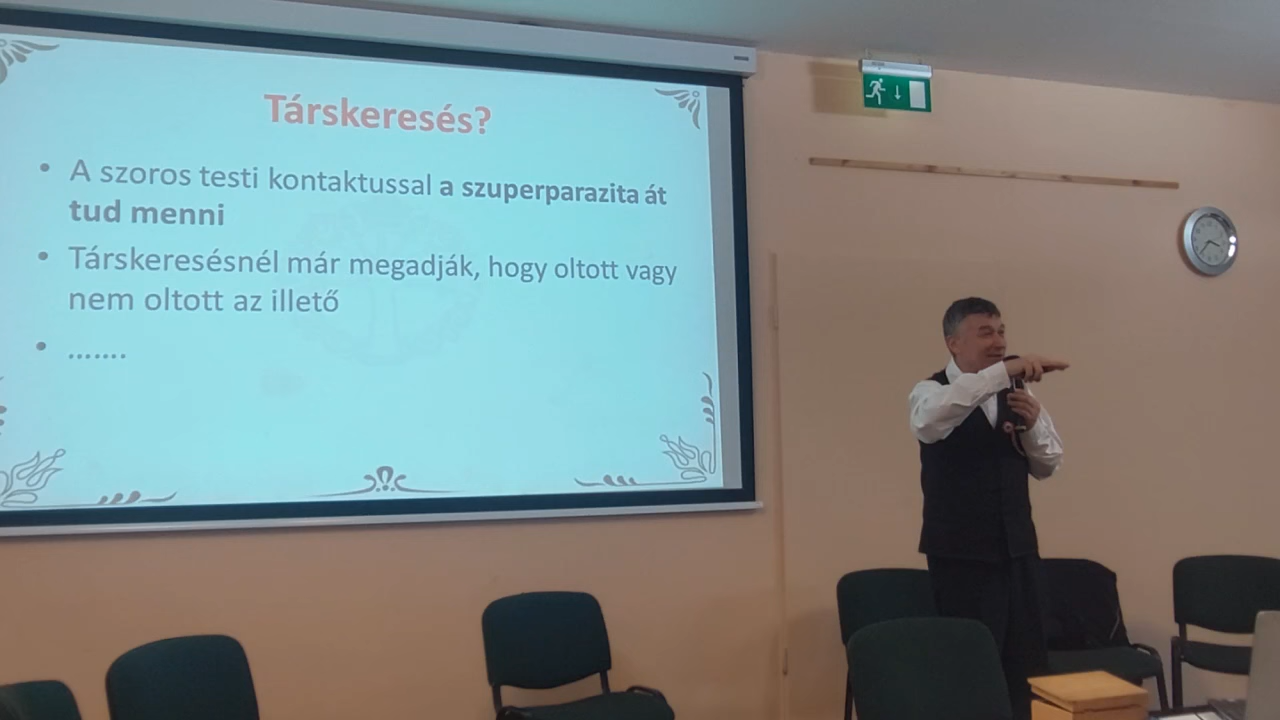 Társkeresés?
• A szoros testi kontaktussal a szuperparazita át
tud menni
• Társkeresésnél már megadják, hogy oltott vagy
nem oltott az illető
• .......